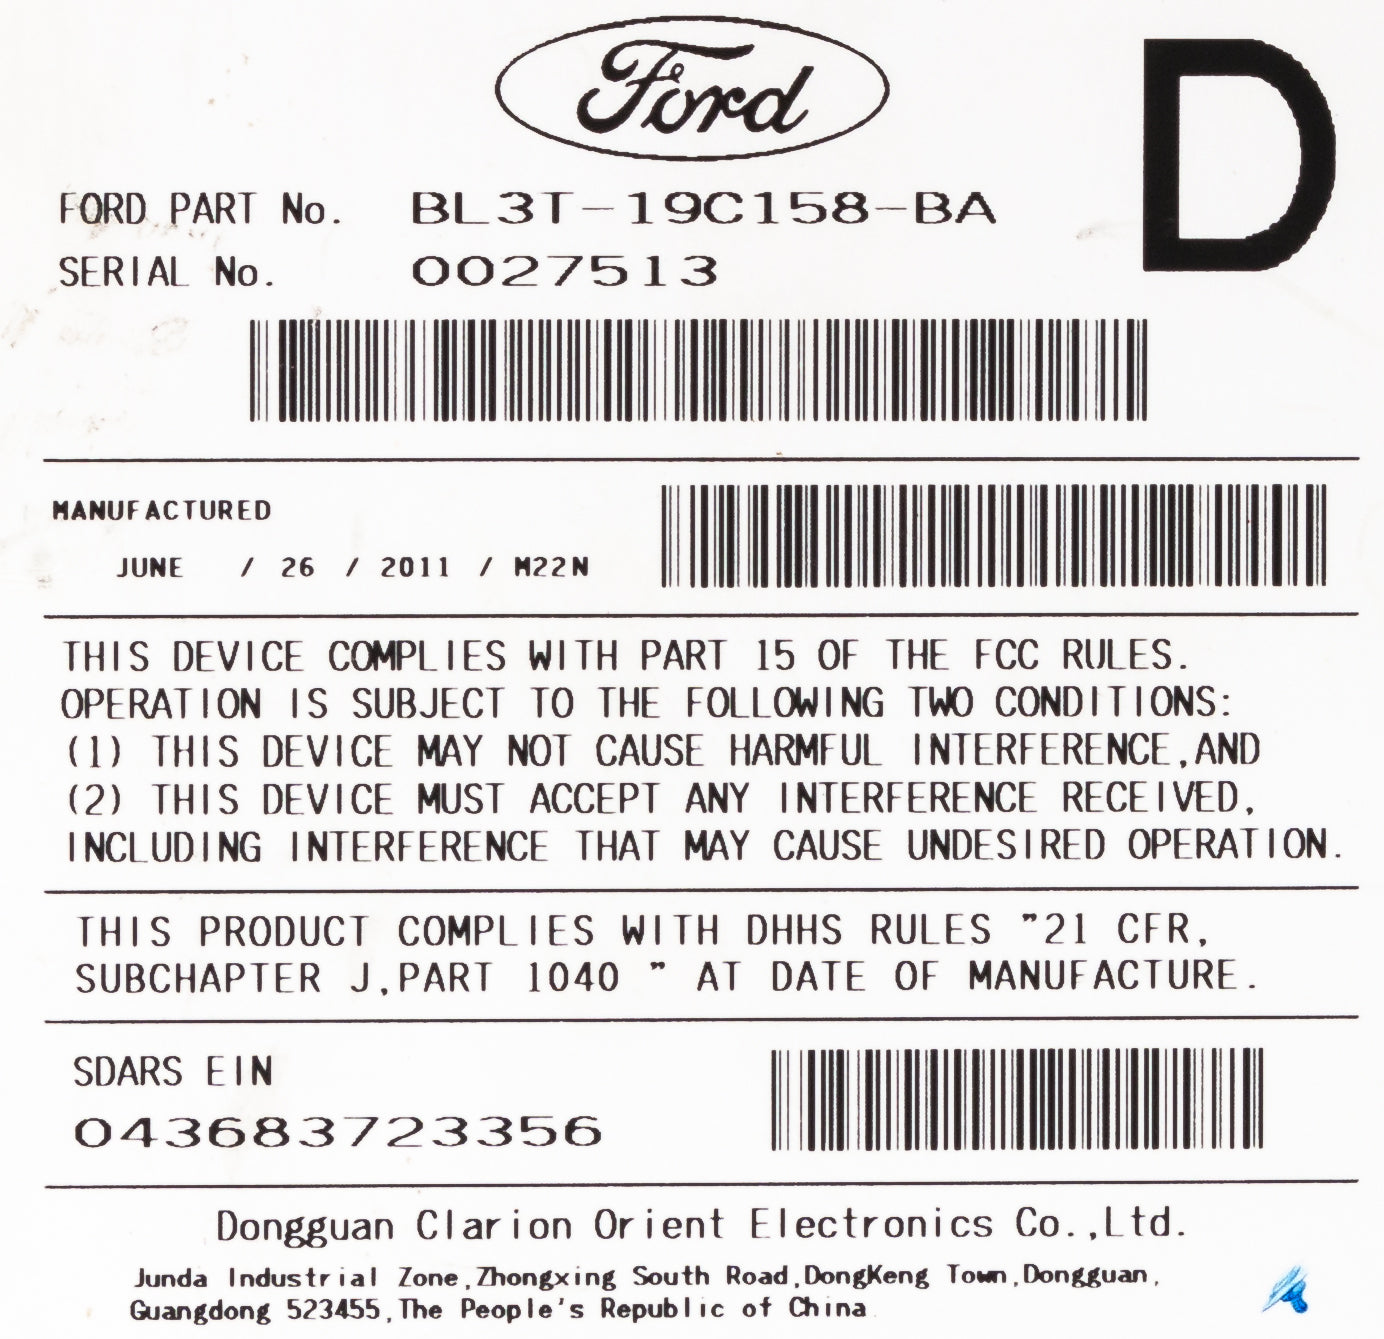 Ford
D
FORD PART No. BL3T-19C158-BA
SERIAL No. 0027513
MANUFACTURED
JUNE / 26 / 2011 / M22N
THIS DEVICE COMPLIES WITH PART 15 OF THE FCC RULES.
OPERATION IS SUBJECT TO THE FOLLOWING TWO CONDITIONS:
(1) THIS DEVICE MAY NOT CAUSE HARMFUL INTERFERENCE,AND
(2) THIS DEVICE MUST ACCEPT ANY INTERFERENCE RECEIVED,
INCLUDING INTERFERENCE THAT MAY CAUSE UNDESIRED OPERATION.
THIS PRODUCT COMPLIES WITH DHHS RULES "21 CFR,
SUBCHAPTER J,PART 1040 " AT DATE OF MANUFACTURE.
SDARS EIN
043683723356
Dongguan Clarion Orient Electronics Co.,Ltd.
Junda Industrial Zone,Zhongxing South Road,DongKeng Town,Dongguan,
Guangdong 523455,The People's Republic of China